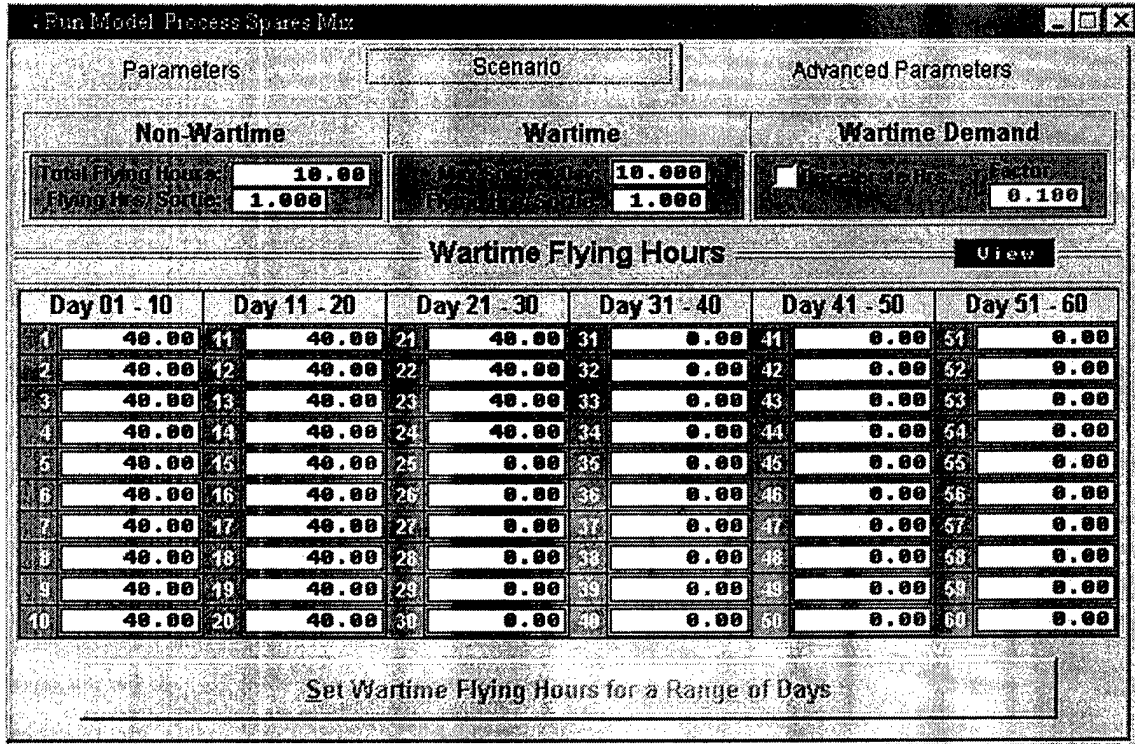 Run Model Process Spares Mix
Parameters Scenario Advanced Parameters
Non-Wartime Wartime Wartime Demand
Total Flying Hours: 10.00 10.000 Factor
Flying Hrs/Sortie: 1.000 1.000 0.100
Wartime Flying Hours View
Day 01 - 10 Day 11 - 20 Day 21 - 30 Day 31 - 40 Day 41 - 50 Day 51 - 60
1 40.00 11 40.00 21 40.00 31 0.00 41 0.00 51 0.00
2 40.00 12 40.00 22 40.00 32 0.00 42 0.00 52 0.00
3 40.00 13 40.00 23 40.00 33 0.00 43 0.00 53 0.00
4 40.00 14 40.00 24 40.00 34 0.00 44 0.00 54 0.00
5 40.00 15 40.00 25 0.00 35 0.00 45 0.00 55 0.00
6 40.00 16 40.00 26 0.00 36 0.00 46 0.00 56 0.00
7 40.00 17 40.00 27 0.00 37 0.00 47 0.00 57 0.00
8 40.00 18 40.00 28 0.00 38 0.00 48 0.00 58 0.00
9 40.00 19 40.00 29 0.00 39 0.00 49 0.00 59 0.00
10 40.00 20 40.00 30 0.00 40 0.00 50 0.00 60 0.00
Set Wartime Flying Hours for a Range of Days